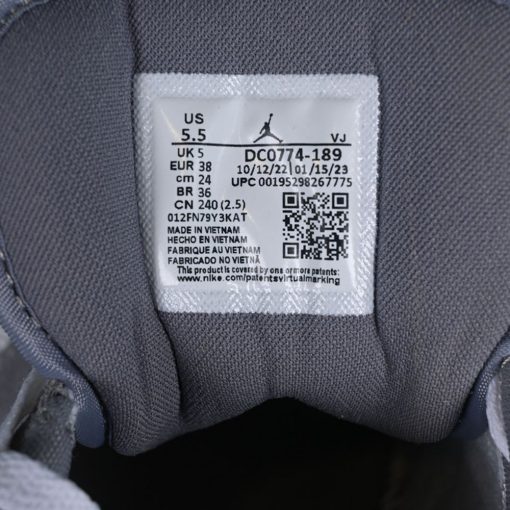 US
5.5 VJ
UK 5 DC0774-189
EUR 38 10/12/22 01/15/23
cm 24 UPC 00195298267775
BR 36
CN 240 (2.5)
012FN79Y3KAT
MADE IN VIETNAM
HECHO EN VIETNAM
FABRIQUE AU VIETNAM
FABRICADO NO VIETNÃ
This product is covered by one or more patents:
www.nike.com/patentsvirtualmarking